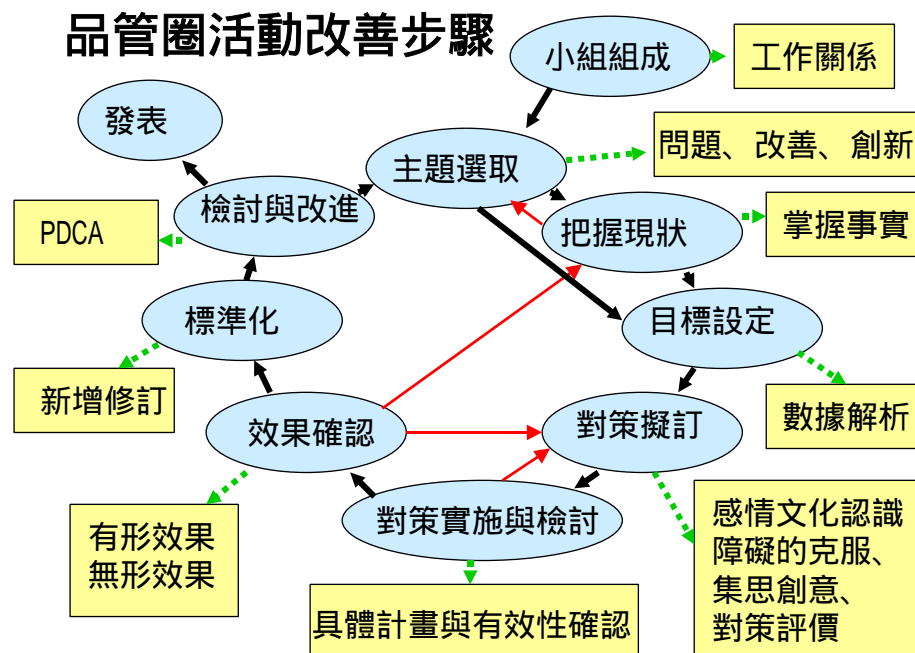 品管圈活動改善步驟
小組組成
工作關係
發表
主題選取
問題、改善、創新
檢討與改進
把握現狀
掌握事實
PDCA
標準化
目標設定
新增修訂
效果確認
對策擬訂
數據解析
有形效果
無形效果
對策實施與檢討
感情文化認識
障礙的克服、
集思創意、
對策評價
具體計畫與有效性確認